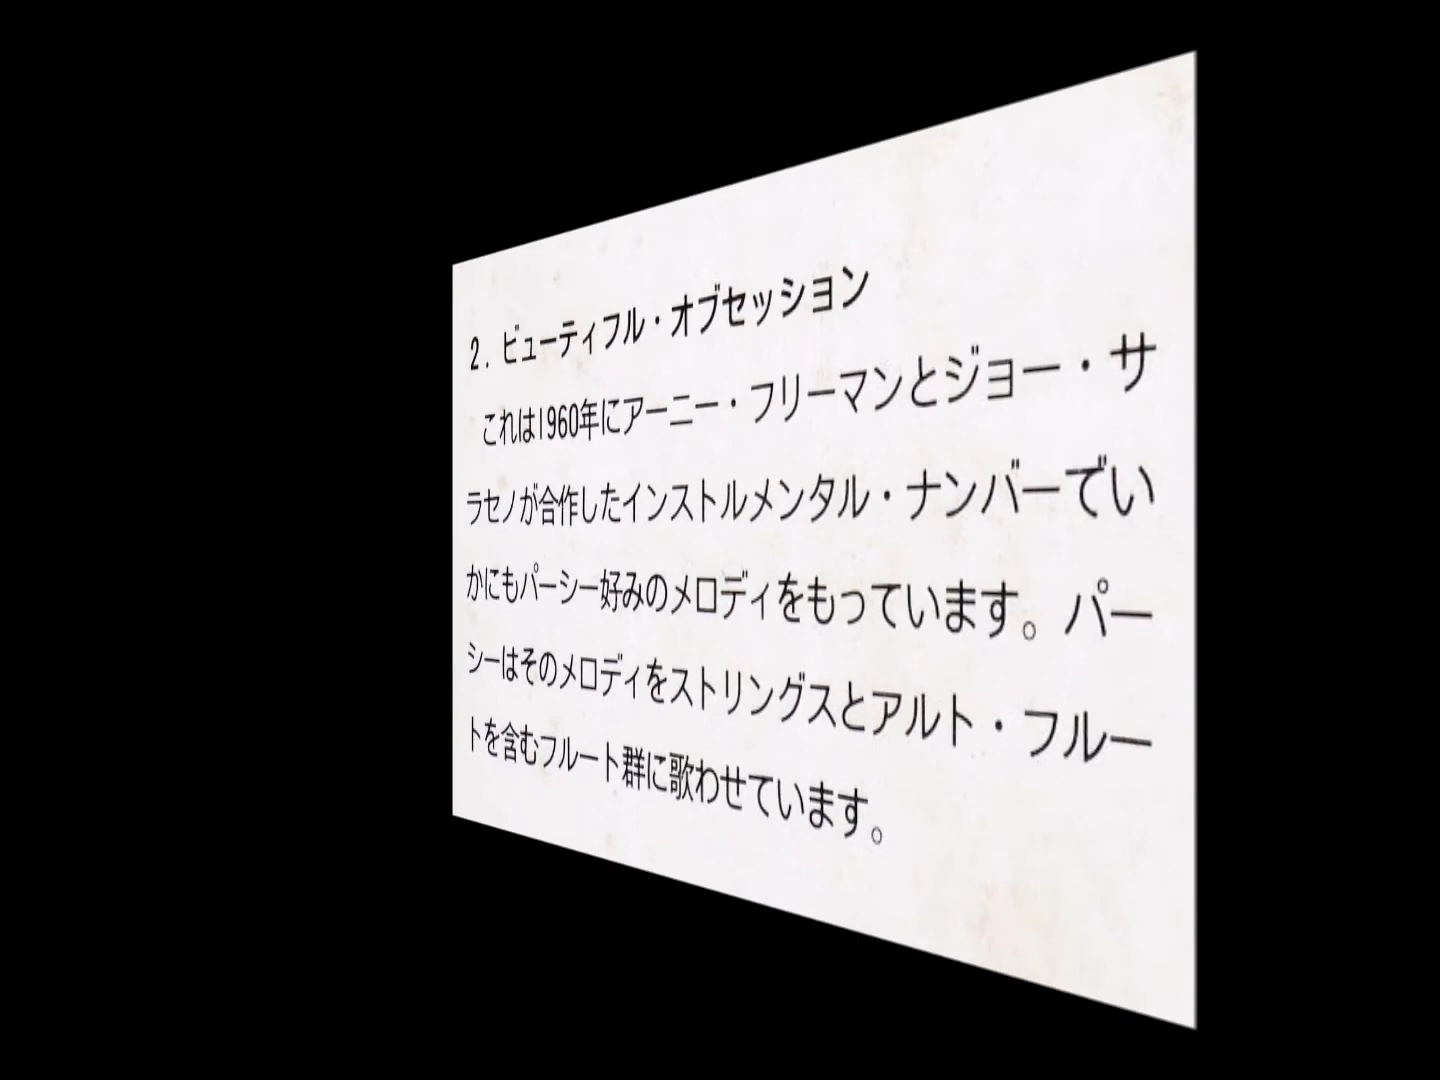 2. ビューティフル・オブセッション
これは1960年にアーニー・フリーマンとジョー・サ
ラセノが合作したインストルメンタル・ナンバーでい
かにもパーシー好みのメロディをもっています。パー
シーはそのメロディをストリングスとアルト・フルー
トを含むフルート群に歌わせています。